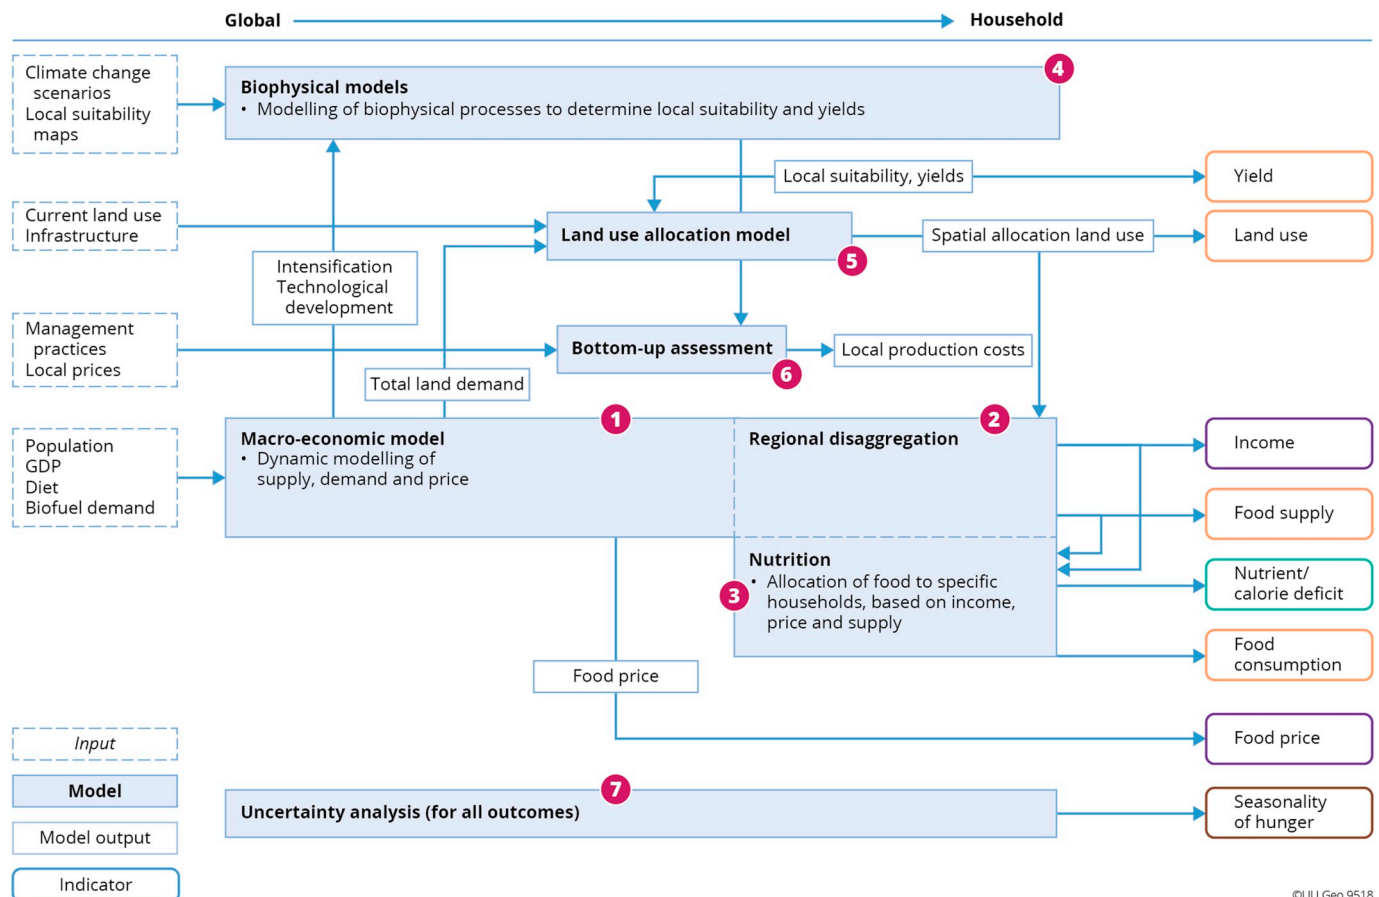 Global
Household
Climate change
scenarios
Local suitability
maps
4
Biophysical models
• Modelling of biophysical processes to determine local suitability and yields
Local suitability, yields
Yield
Current land use
Infrastructure
Land use allocation model
5
Spatial allocation land use
Land use
Intensification
Technological
development
Management
practices
Local prices
Bottom-up assessment
6
Local production costs
Total land demand
1
2
Population
GDP
Diet
Biofuel demand
Macro-economic model
• Dynamic modelling of
supply, demand and price
Regional disaggregation
Income
Food supply
3
Nutrition
• Allocation of food to specific
households, based on income,
price and supply
Nutrient/
calorie deficit
Food
consumption
Food price
Food price
Input
Model
Model output
Indicator
7
Uncertainty analysis (for all outcomes)
Seasonality
of hunger
©UU Geo 9518